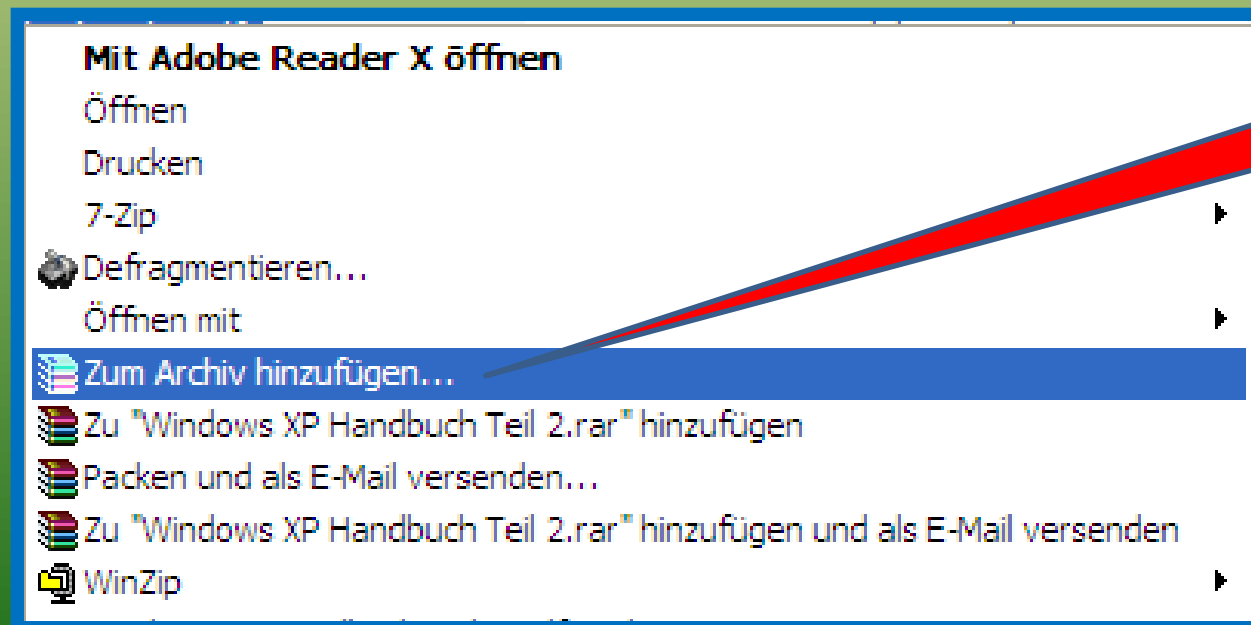 Mit Adobe Reader X öffnen
Öffnen
Drucken
7-Zip
Defragmentieren...
Öffnen mit
Zum Archiv hinzufügen...
Zu "Windows XP Handbuch Teil 2.rar" hinzufügen
Packen und als E-Mail versenden...
Zu "Windows XP Handbuch Teil 2.rar" hinzufügen und als E-Mail versenden
WinZip